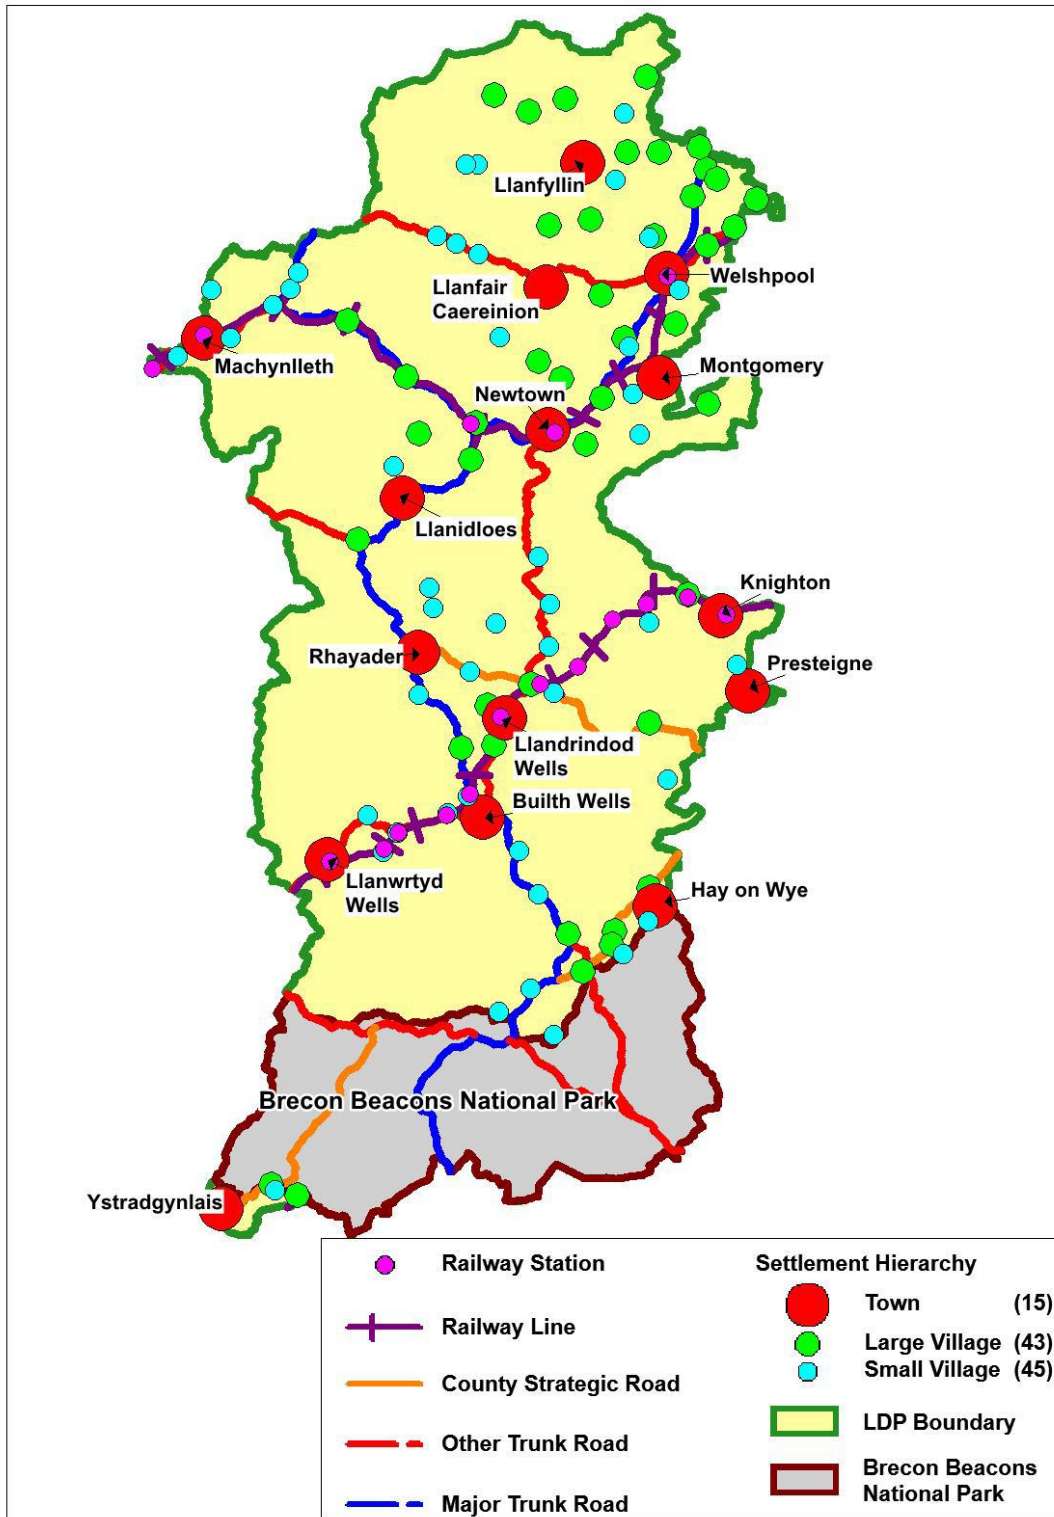 Llanfyllin
Welshpool
Llanfair
Caereinion
Machynlleth
Montgomery
Newtown
Llanidloes
Knighton
Rhayader
Presteigne
Llandrindod
Wells
Builth Wells
Llanwrtyd
Wells
Hay on Wye
Brecon Beacons National Park
Ystradgynlais
Railway Station
Railway Line
County Strategic Road
Other Trunk Road
Major Trunk Road
Settlement Hierarchy
Town (15)
Large Village (43)
Small Village (45)
LDP Boundary
Brecon Beacons
National Park